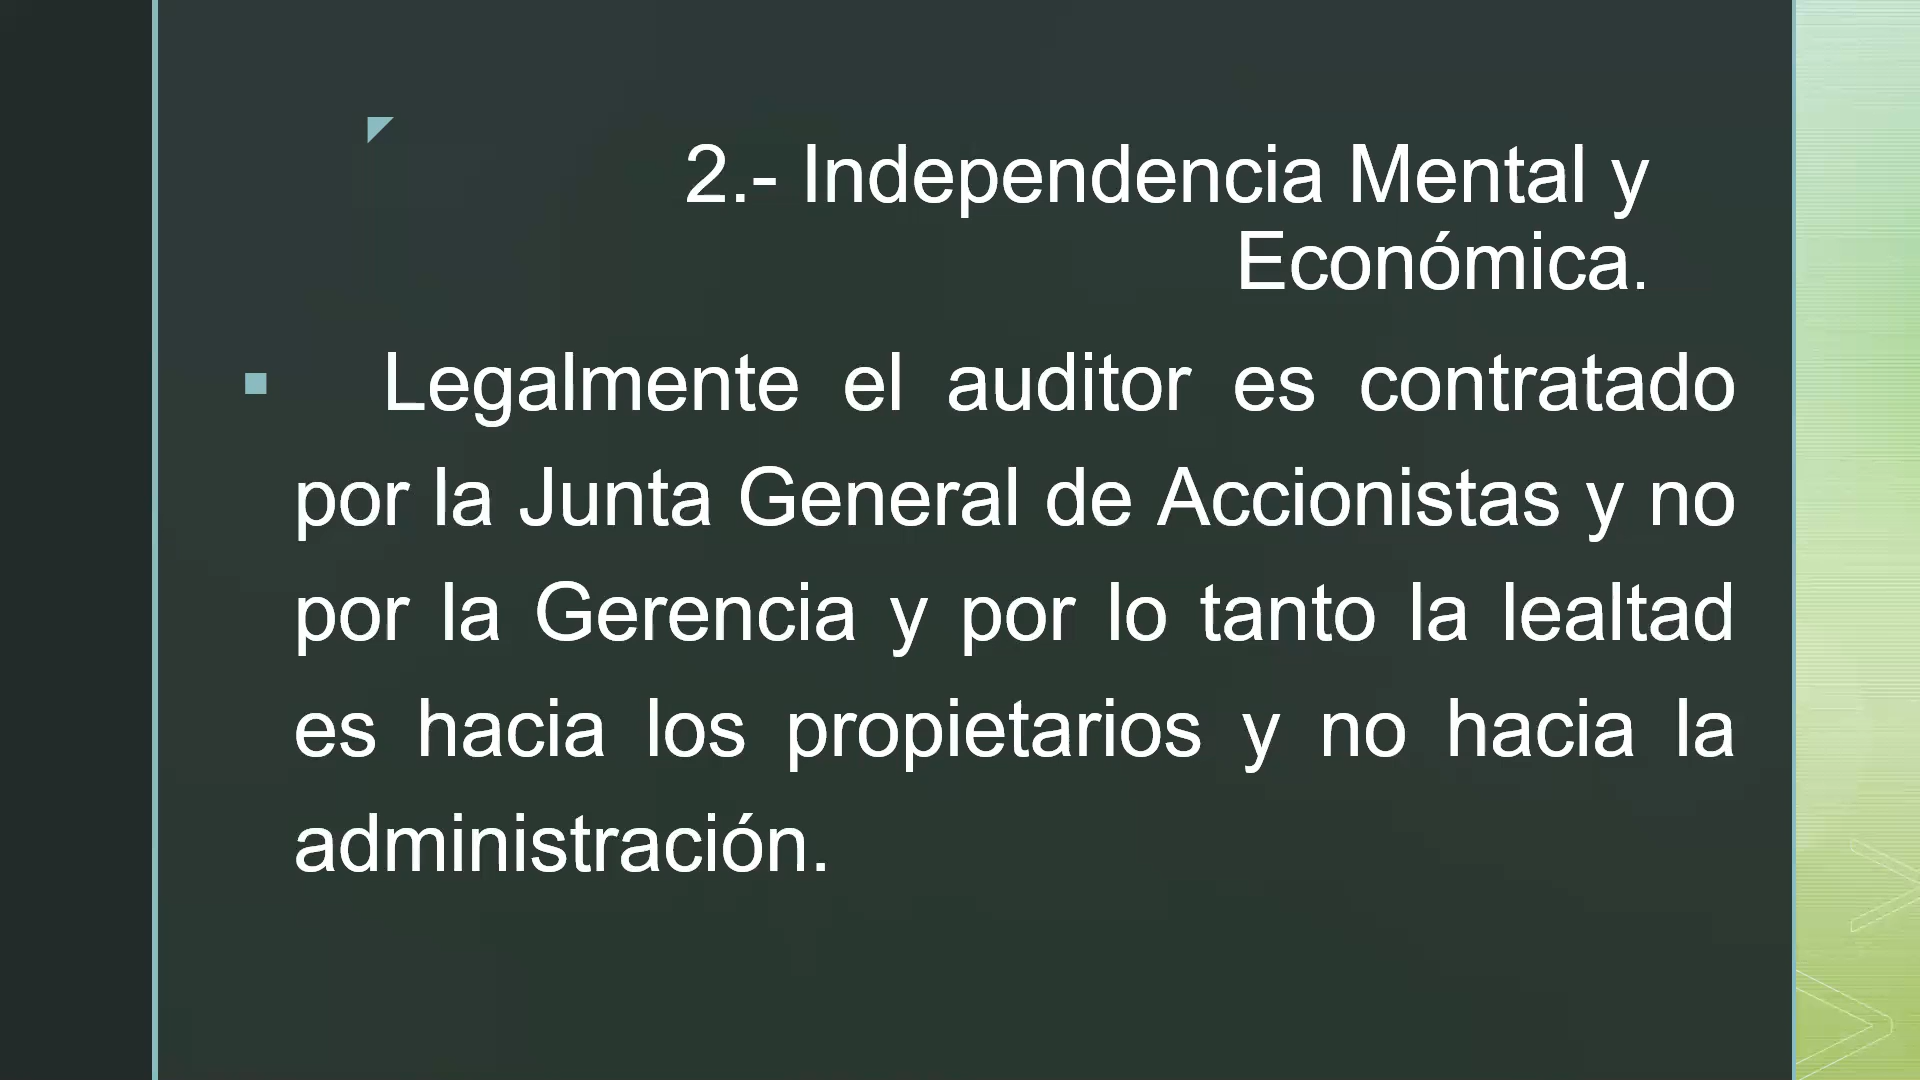 2.- Independencia Mental y
Económica.
Legalmente el auditor es contratado
por la Junta General de Accionistas y no
por la Gerencia y por lo tanto la lealtad
es hacia los propietarios y no hacia la
administración.